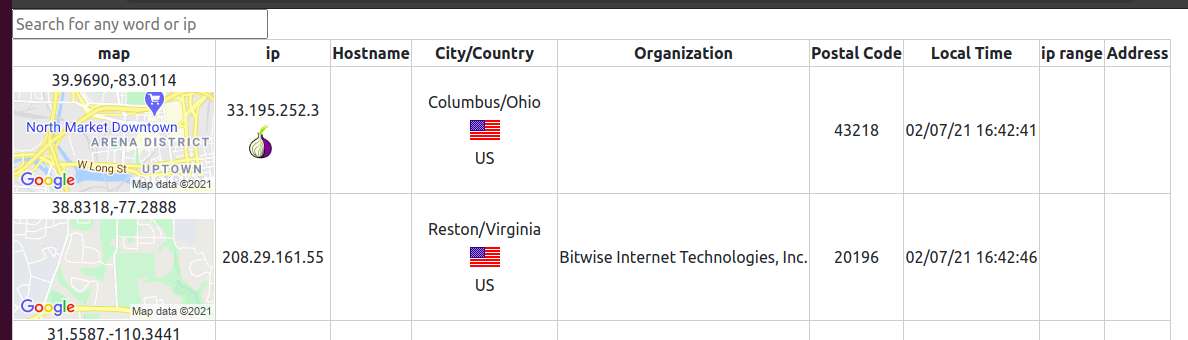 Search for any word or ip
map ip Hostname City/Country Organization Postal Code Local Time ip range Address
39.9690,-83.0114
North Market Downtown
ARENA DISTRICT
W Long St
UPTOWN
DISTRICT
Google
Map data ©2021
33.195.252.3
Columbus/Ohio
US
43218
02/07/21 16:42:41
38.8318,-77.2888
Google
Map data ©2021
208.29.161.55
Reston/Virginia
US
Bitwise Internet Technologies, Inc.
20196
02/07/21 16:42:46
31.5587,-110.3441